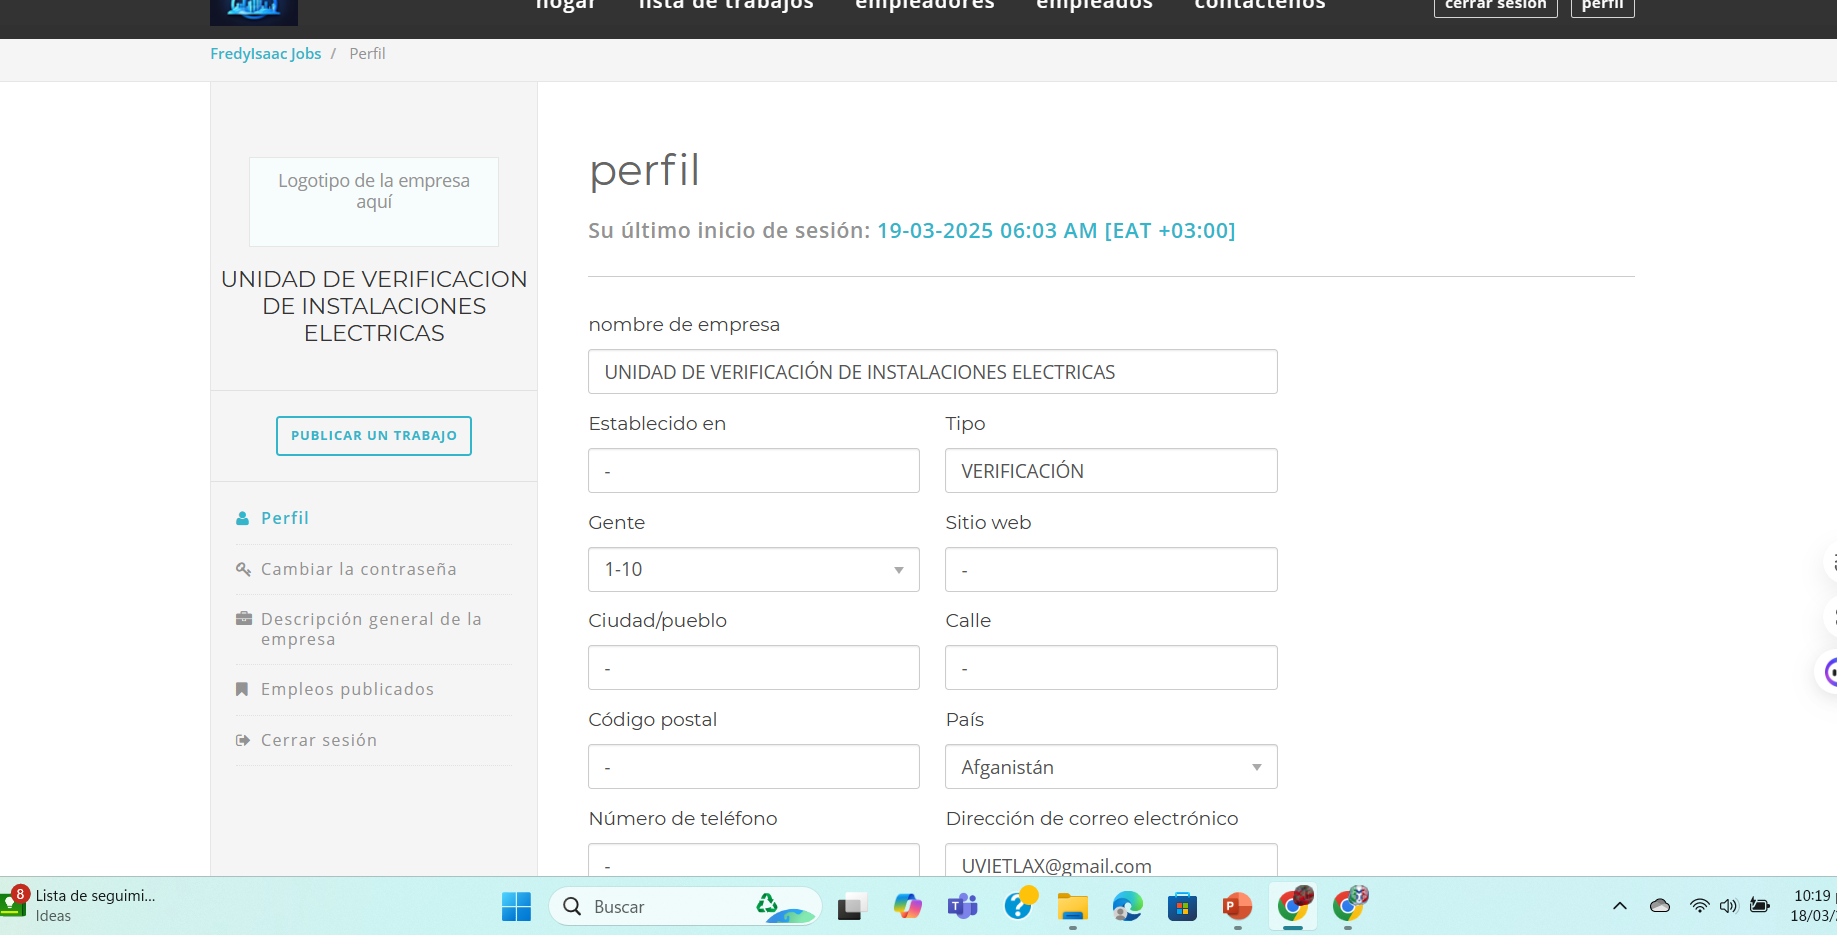 hogar lista de trabajos empleadores empleados contáctenos cerrar sesión perfil
FredyIsaac Jobs / Perfil
Logotipo de la empresa
aquí
UNIDAD DE VERIFICACION
DE INSTALACIONES
ELECTRICAS
PUBLICAR UN TRABAJO
Perfil
Cambiar la contraseña
Descripción general de la
empresa
Empleos publicados
Cerrar sesión
perfil
Su último inicio de sesión: 19-03-2025 06:03 AM [EAT +03:00]
nombre de empresa
UNIDAD DE VERIFICACIÓN DE INSTALACIONES ELECTRICAS
Establecido en Tipo
- VERIFICACIÓN
Gente Sitio web
1-10 -
Ciudad/pueblo Calle
- -
Código postal País
- Afganistán
Número de teléfono Dirección de correo electrónico
- UVIETLAX@gmail.com
8 Lista de seguimi...
Ideas
Buscar
10:19
18/03/